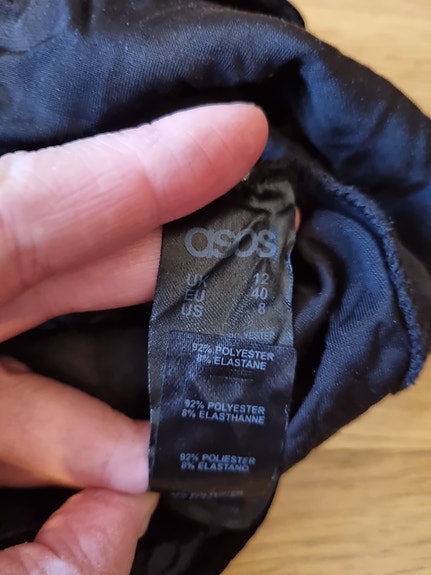 asos
UK 12
EU 40
US 8
92% POLYESTER
8% ELASTANE
92% POLYESTER
8% ELASTHANNE
92% POLIESTER
8% ELASTANO